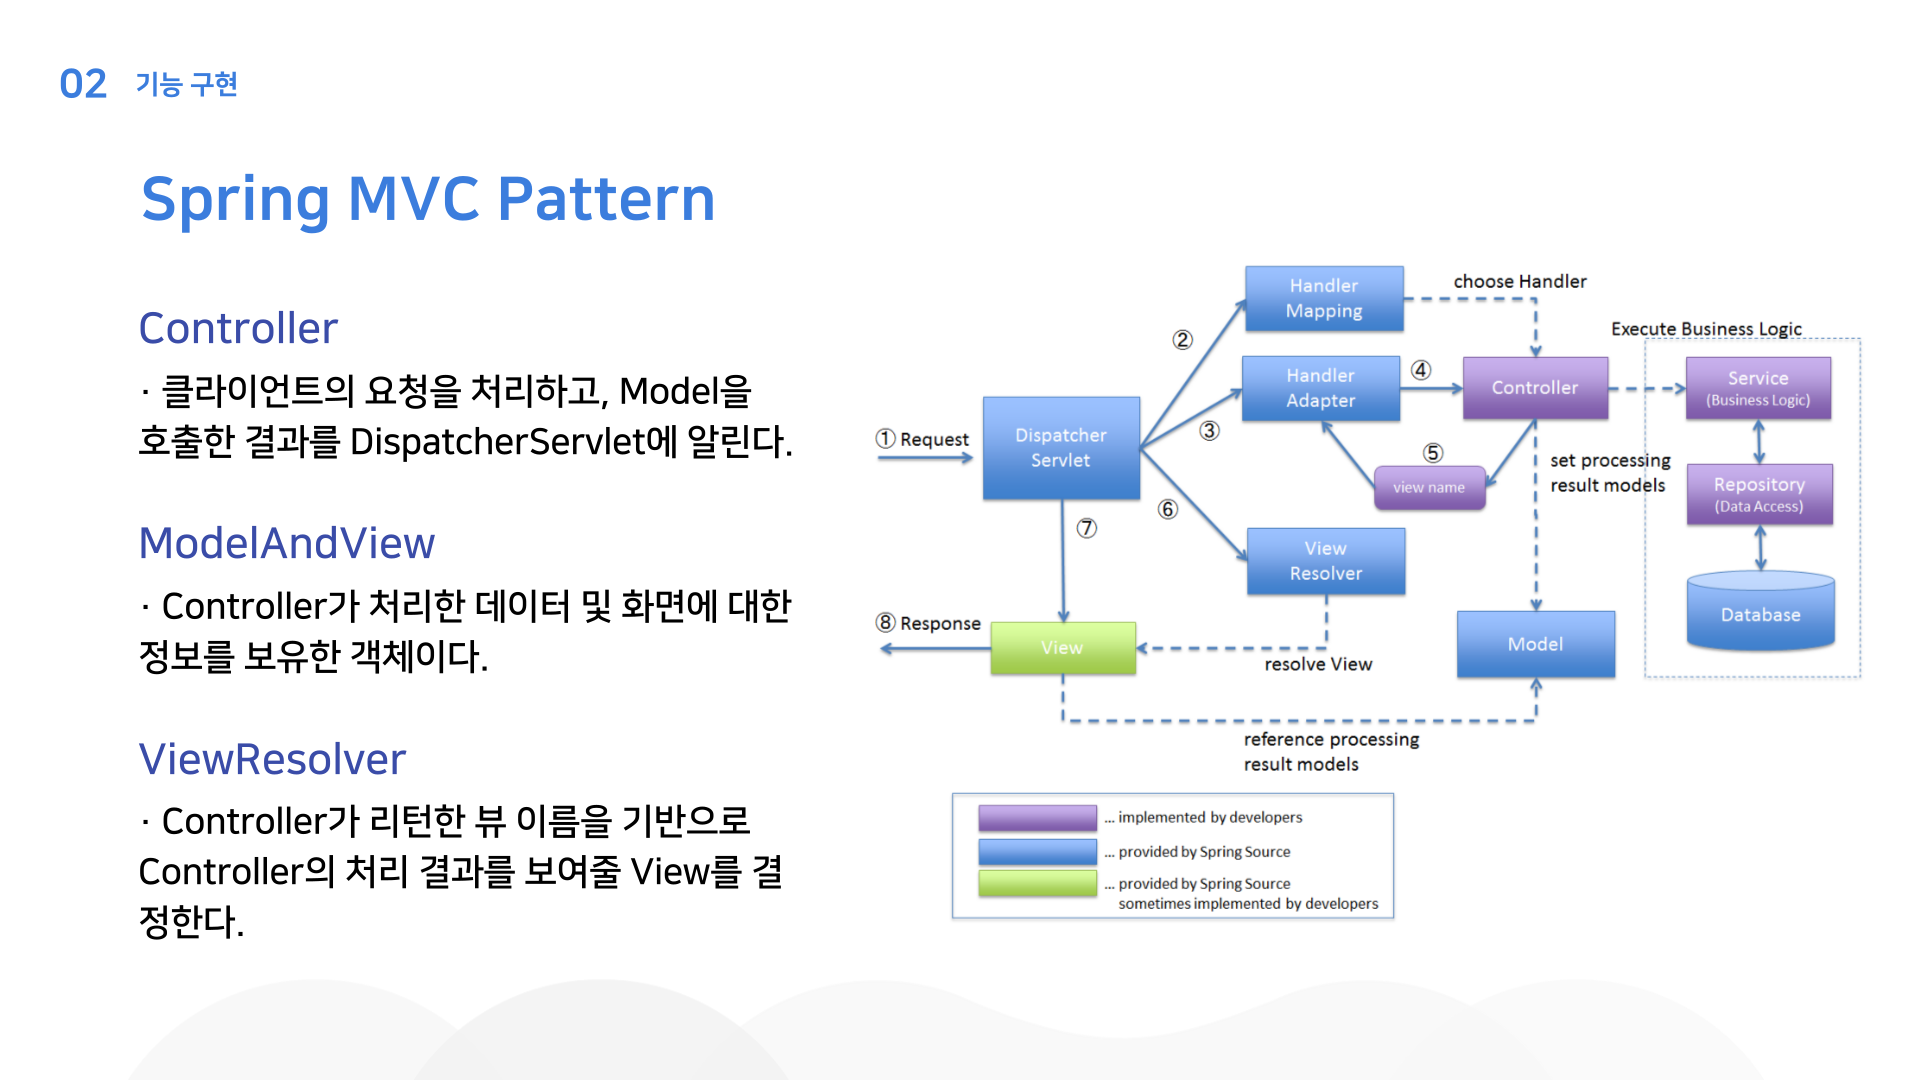 02 기능 구현
Spring MVC Pattern
Controller
· 클라이언트의 요청을 처리하고, Model을
호출한 결과를 DispatcherServlet에 알린다.
ModelAndView
· Controller가 처리한 데이터 및 화면에 대한
정보를 보유한 객체이다.
ViewResolver
· Controller가 리턴한 뷰 이름을 기반으로
Controller의 처리 결과를 보여줄 View를 결
정한다.
Handler
Mapping
choose Handler
Execute Business Logic
②
Handler
Adapter
④
Controller
Service
(Business Logic)
① Request
Dispatcher
Servlet
③
⑤
view name
set processing
result models
Repository
(Data Access)
⑥
⑦
View
Resolver
Database
⑧ Response
View
resolve View
Model
reference processing
result models
... implemented by developers
... provided by Spring Source
... provided by Spring Source
sometimes implemented by developers